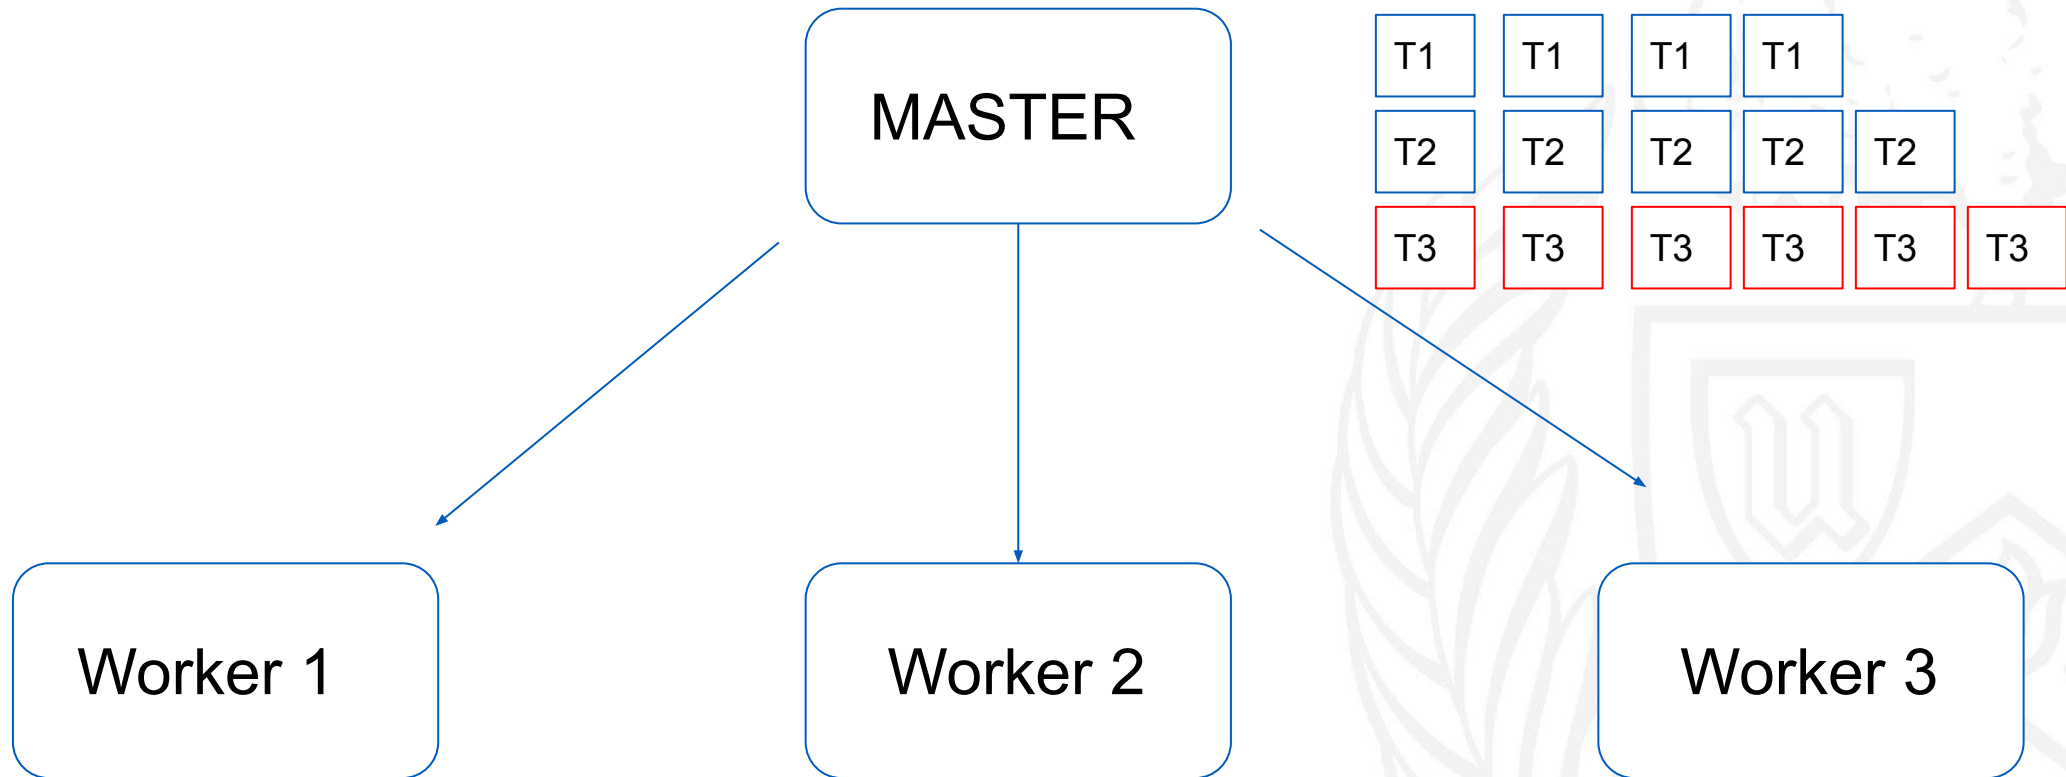 MASTER
T1 T1 T1 T1
T2 T2 T2 T2 T2
T3 T3 T3 T3 T3 T3
Worker 1
Worker 2
Worker 3